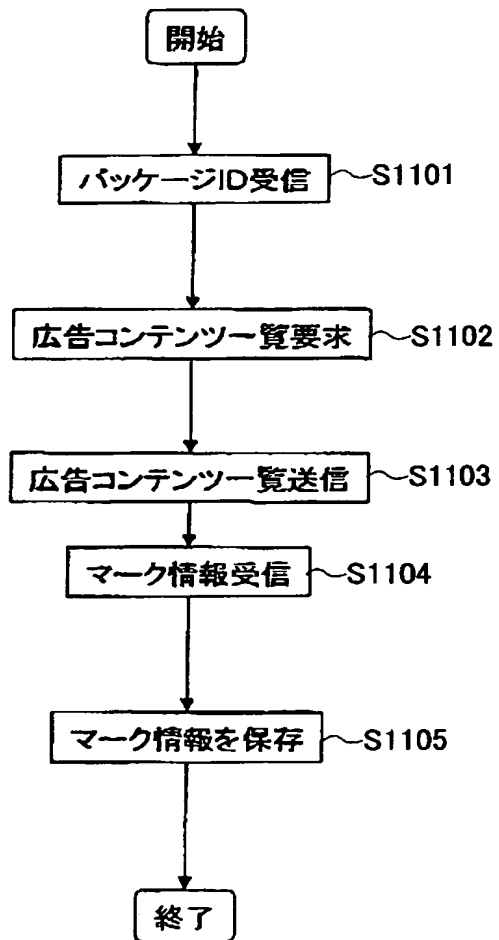 開始
パッケージID受信
S1101
広告コンテンツ一覧要求
S1102
広告コンテンツ一覧送信
S1103
マーク情報受信
S1104
マーク情報を保存
S1105
終了